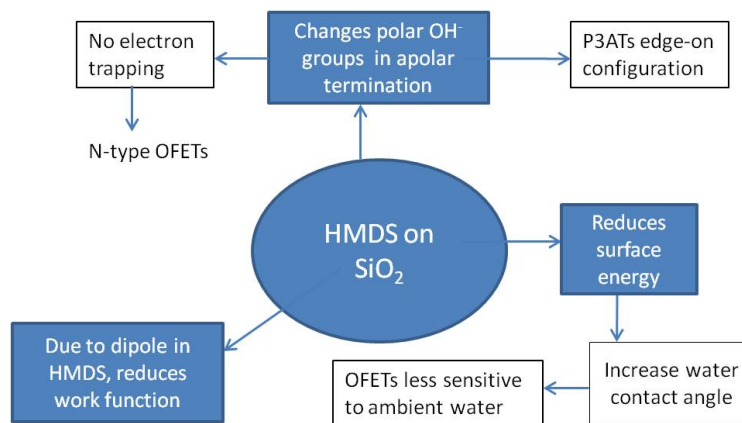 No electron
trapping
Changes polar OH⁻
groups in apolar
termination
P3ATs edge-on
configuration
N-type OFETs
HMDS on
SiO₂
Reduces
surface
energy
Due to dipole in
HMDS, reduces
work function
OFETs less sensitive
to ambient water
Increase water
contact angle